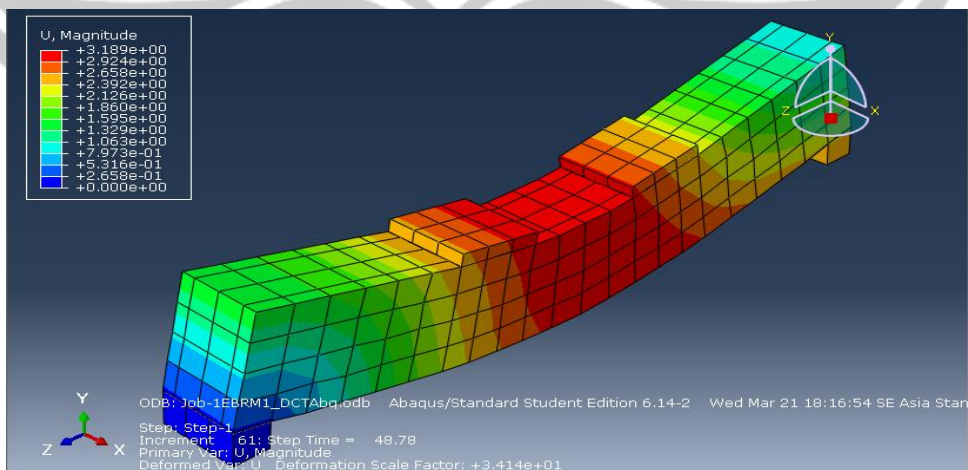 U, Magnitude
+3.189e+00
+2.924e+00
+2.658e+00
+2.392e+00
+2.126e+00
+1.860e+00
+1.595e+00
+1.329e+00
+1.063e+00
+7.973e-01
+5.316e-01
+2.658e-01
+0.000e+00
Y
Z
X
Y
Z
X
ODB: Job-1EBRM1_DCTAbq.odb Abaqus/Standard Student Edition 6.14-2 Wed Mar 21 18:16:54 SE Asia Stan
Step: Step-1
Increment 61: Step Time = 48.78
Primary Var: U, Magnitude
Deformed Var: U Deformation Scale Factor: +3.414e+01